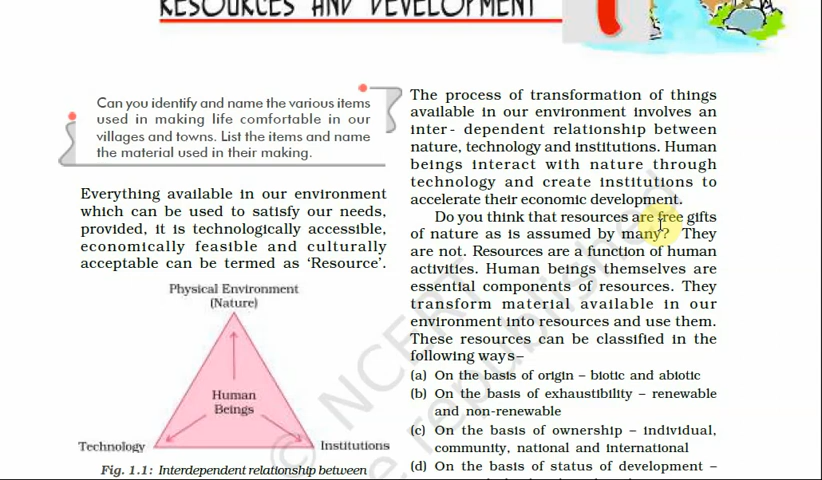 RESOURCES AND DEVELOPMENT
Can you identify and name the various items
used in making life comfortable in our
villages and towns. List the items and name
the material used in their making.
Everything available in our environment
which can be used to satisfy our needs,
provided, it is technologically accessible,
economically feasible and culturally
acceptable can be termed as ‘Resource’.
Physical Environment
(Nature)
Human
Beings
Technology
Institutions
Fig. 1.1: Interdependent relationship between
The process of transformation of things
available in our environment involves an
inter- dependent relationship between
nature, technology and institutions. Human
beings interact with nature through
technology and create institutions to
accelerate their economic development.
Do you think that resources are free gifts
of nature as is assumed by many? They
are not. Resources are a function of human
activities. Human beings themselves are
essential components of resources. They
transform material available in our
environment into resources and use them.
These resources can be classified in the
following ways–
(a) On the basis of origin – biotic and abiotic
(b) On the basis of exhaustibility – renewable
and non-renewable
(c) On the basis of ownership – individual,
community, national and international
(d) On the basis of status of development –
© NCERT
republished